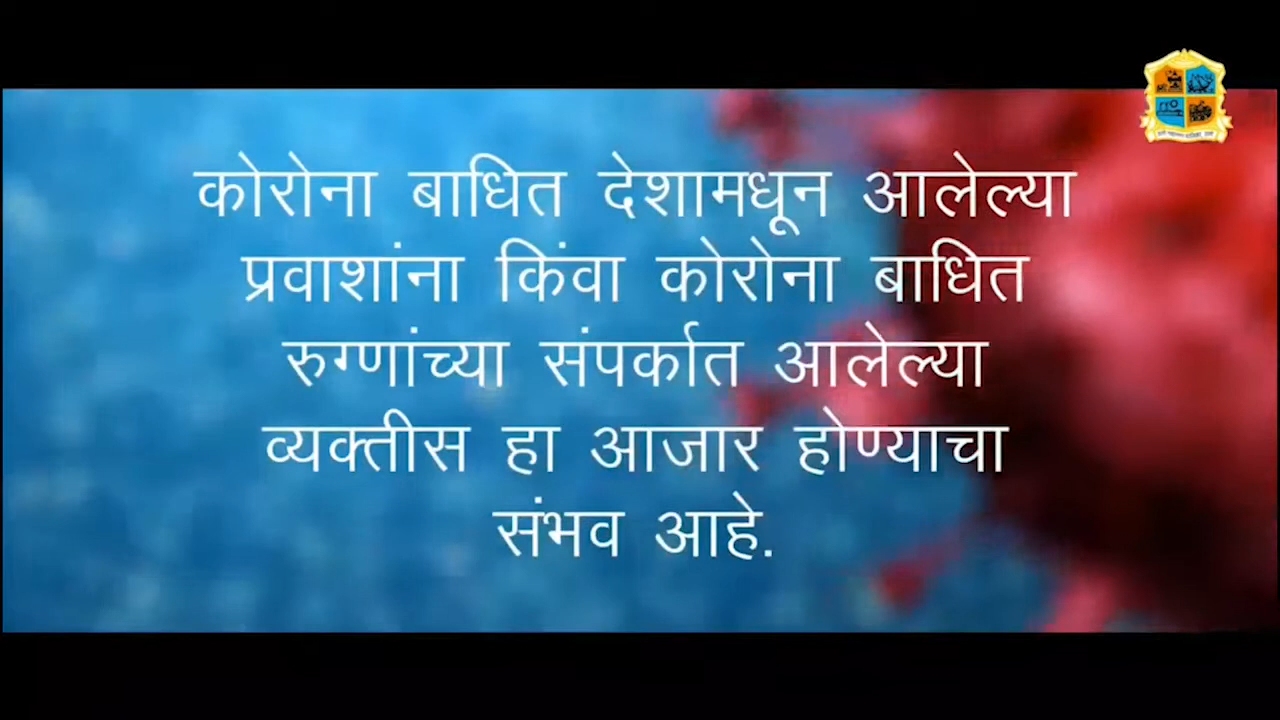 कोरोना बाधित देशामधून आलेल्या
प्रवाशांना किंवा कोरोना बाधित
रुग्णांच्या संपर्कात आलेल्या
व्यक्तीस हा आजार होण्याचा
संभव आहे.